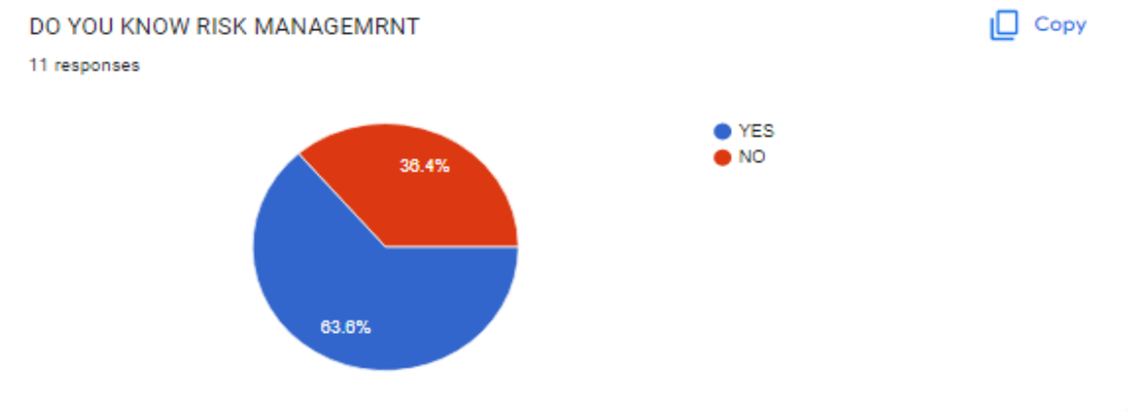 DO YOU KNOW RISK MANAGEMRNT
Copy
11 responses
YES
NO
36.4%
63.6%